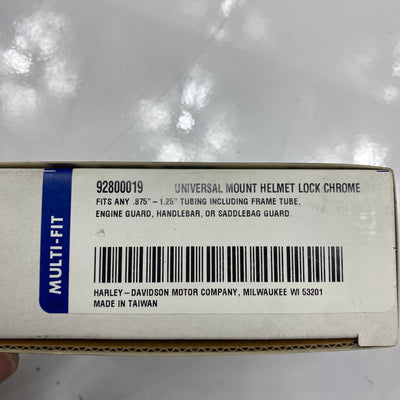 92800019 UNIVERSAL MOUNT HELMET LOCK CHROME
FITS ANY .875" – 1.25" TUBING INCLUDING FRAME TUBE,
ENGINE GUARD, HANDLEBAR, OR SADDLEBAG GUARD.
MULTI-FIT
HARLEY–DAVIDSON MOTOR COMPANY, MILWAUKEE WI 53201
MADE IN TAIWAN